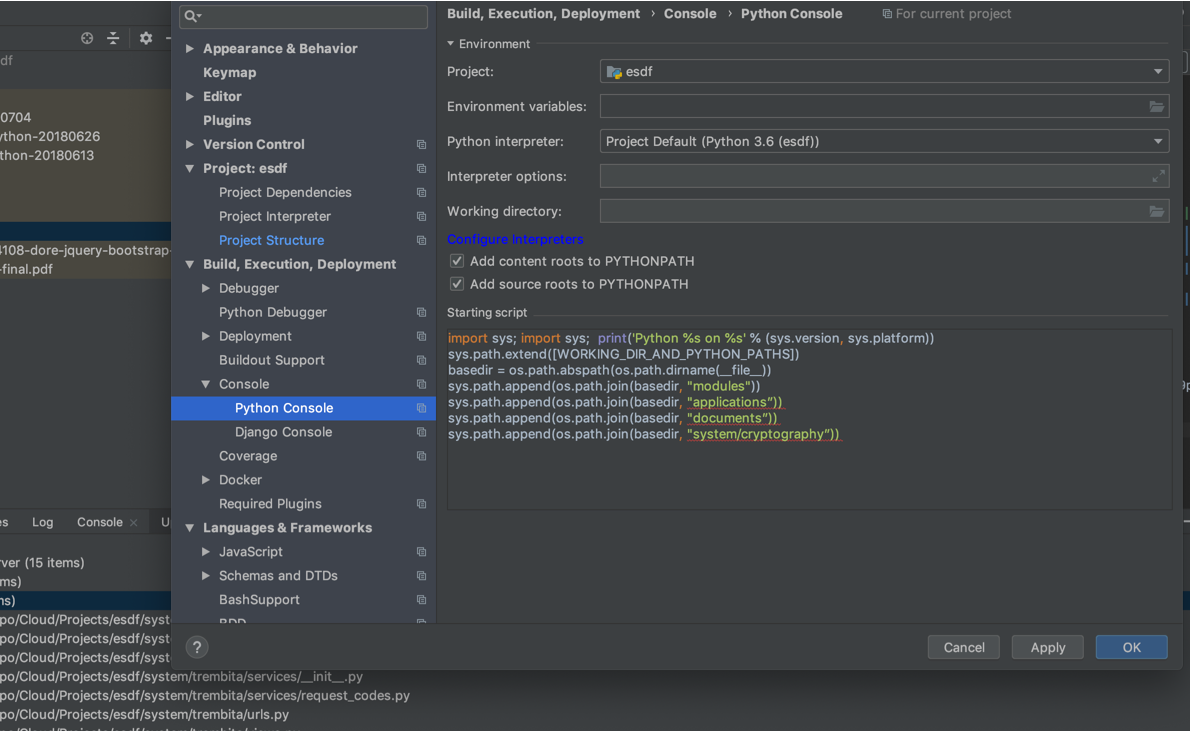 Build, Execution, Deployment › Console › Python Console For current project
df
0704
ython-20180626
thon-20180613
4108-dore-jquery-bootstrap-
-final.pdf
Appearance & Behavior
Keymap
Editor
Plugins
Version Control
Project: esdf
Project Dependencies
Project Interpreter
Project Structure
Build, Execution, Deployment
Debugger
Python Debugger
Deployment
Buildout Support
Console
Python Console
Django Console
Coverage
Docker
Required Plugins
Languages & Frameworks
JavaScript
Schemas and DTDs
BashSupport
BDD
Environment
Project: esdf
Environment variables:
Python interpreter: Project Default (Python 3.6 (esdf))
Interpreter options:
Working directory:
Configure Interpreters
Add content roots to PYTHONPATH
Add source roots to PYTHONPATH
Starting script
import sys; import sys; print('Python %s on %s' % (sys.version, sys.platform))
sys.path.extend([WORKING_DIR_AND_PYTHON_PATHS])
basedir = os.path.abspath(os.path.dirname(__file__))
sys.path.append(os.path.join(basedir, "modules"))
sys.path.append(os.path.join(basedir, "applications”))
sys.path.append(os.path.join(basedir, "documents”))
sys.path.append(os.path.join(basedir, "system/cryptography”))
es Log Console × U
rver (15 items)
ms)
ms)
po/Cloud/Projects/esdf/syst
po/Cloud/Projects/esdf/syst
po/Cloud/Projects/esdf/syst
po/Cloud/Projects/esdf/system/trembita/services/__init__.py
po/Cloud/Projects/esdf/system/trembita/services/request_codes.py
po/Cloud/Projects/esdf/system/trembita/urls.py
? Cancel Apply OK